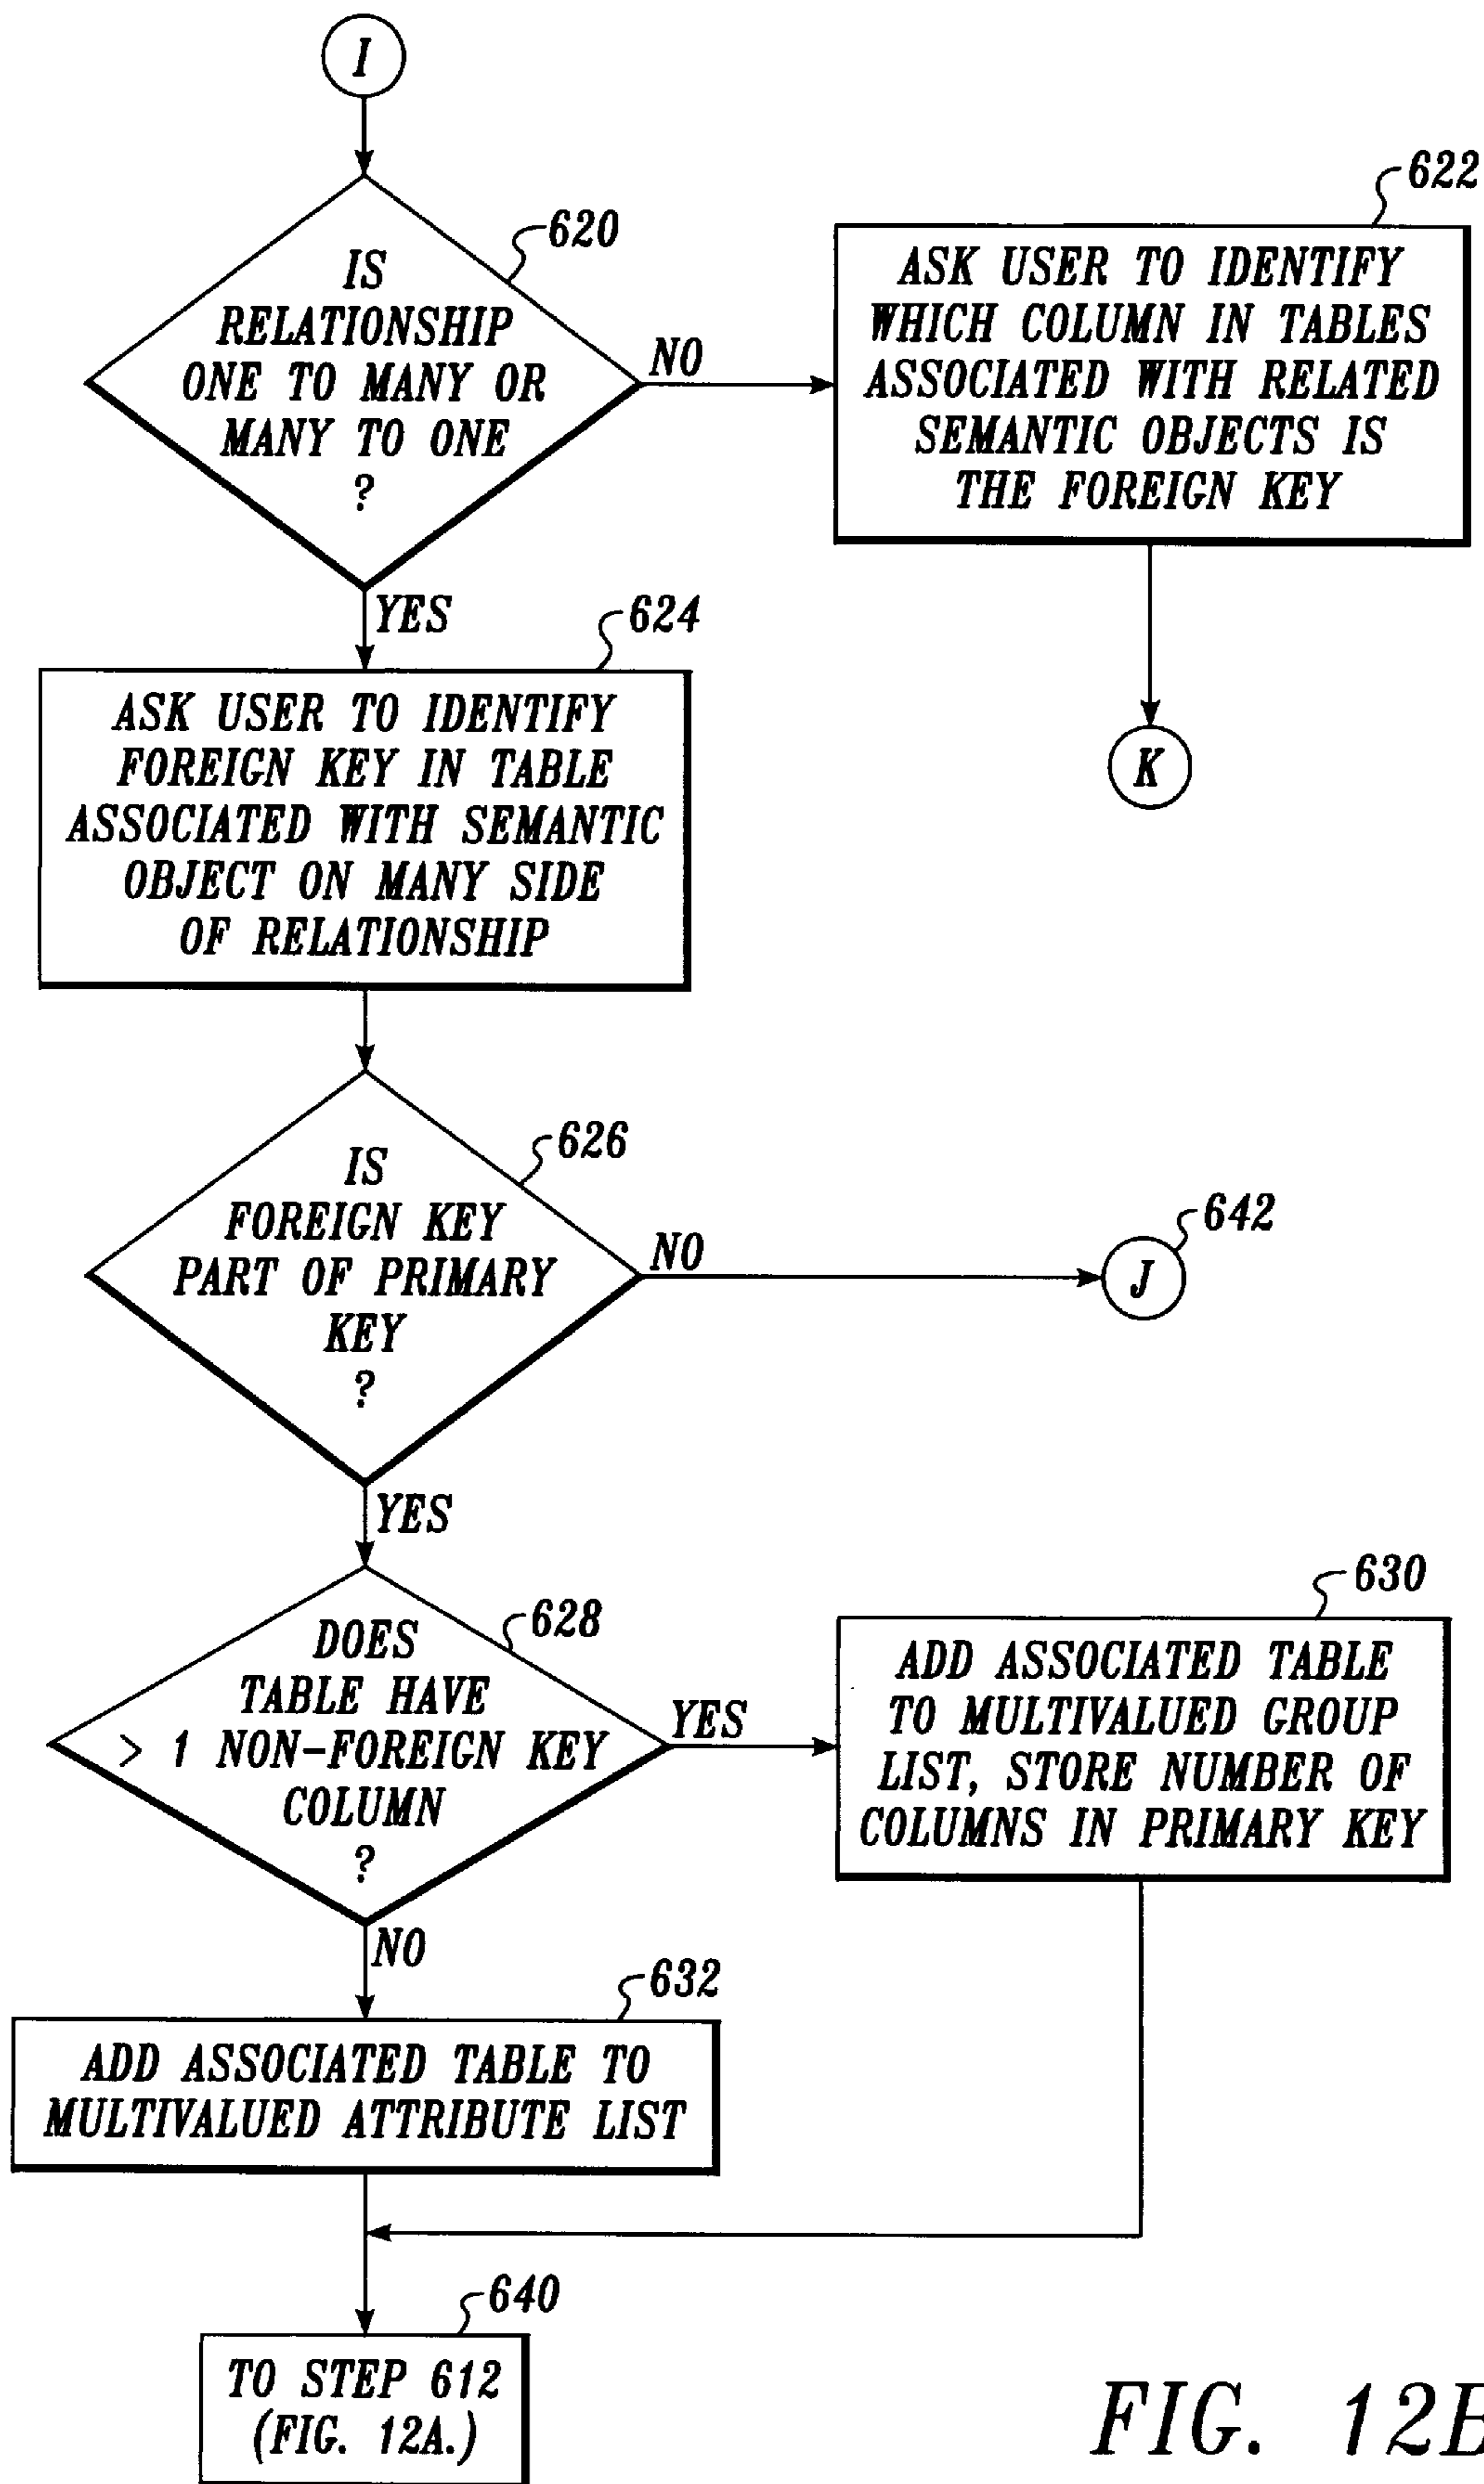 I
620
IS
RELATIONSHIP
ONE TO MANY OR
MANY TO ONE
?
NO
YES
622
ASK USER TO IDENTIFY
WHICH COLUMN IN TABLES
ASSOCIATED WITH RELATED
SEMANTIC OBJECTS IS
THE FOREIGN KEY
K
624
ASK USER TO IDENTIFY
FOREIGN KEY IN TABLE
ASSOCIATED WITH SEMANTIC
OBJECT ON MANY SIDE
OF RELATIONSHIP
626
IS
FOREIGN KEY
PART OF PRIMARY
KEY
?
NO
642
J
YES
628
DOES
TABLE HAVE
> 1 NON-FOREIGN KEY
COLUMN
?
YES
630
ADD ASSOCIATED TABLE
TO MULTIVALUED GROUP
LIST, STORE NUMBER OF
COLUMNS IN PRIMARY KEY
NO
632
ADD ASSOCIATED TABLE TO
MULTIVALUED ATTRIBUTE LIST
640
TO STEP 612
(FIG. 12A.)
FIG. 12B